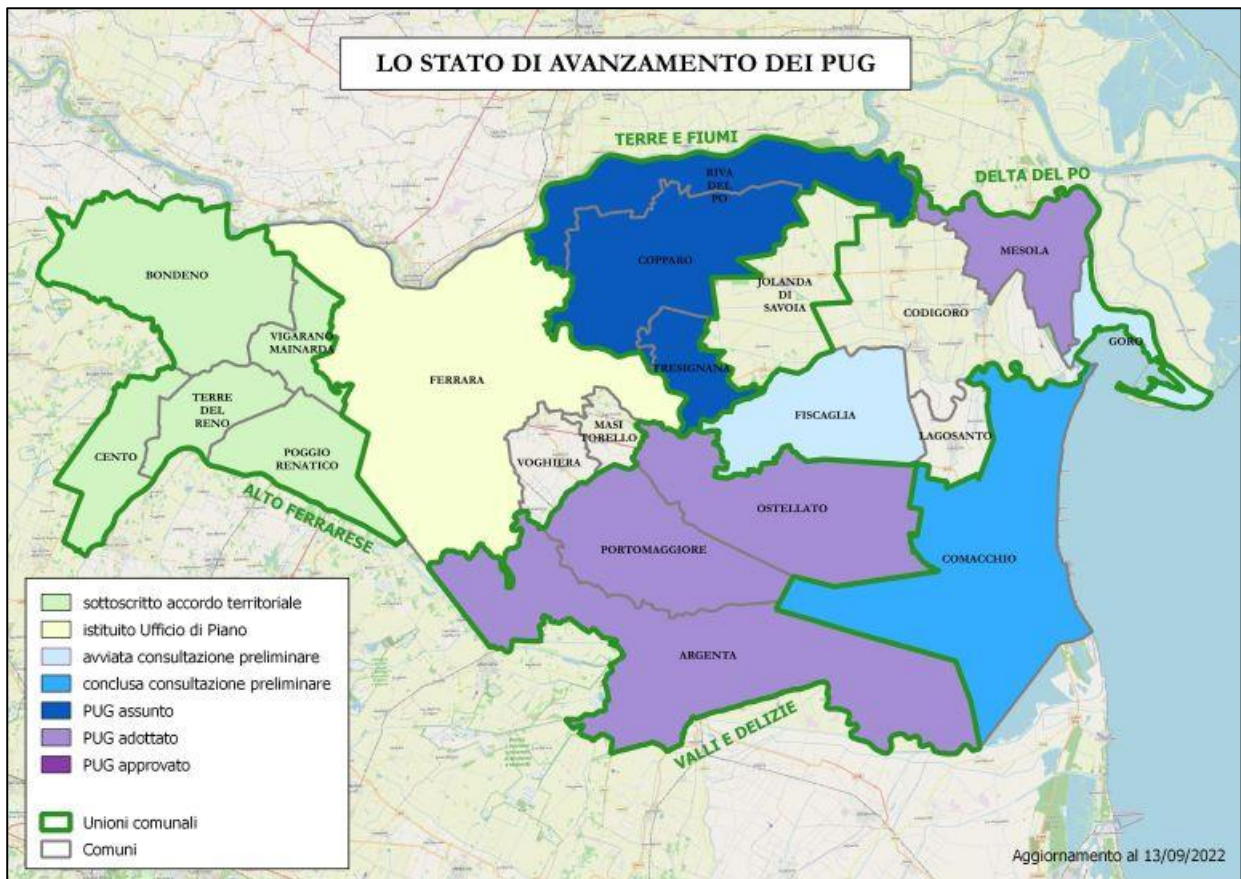 LO STATO DI AVANZAMENTO DEI PUG
TERRE E FIUMI
DELTA DEL PO
RIVA
DEL
PO
MESOLA
COPPARO
BONDENO
JOLANDA
DI
SAVOIA
CODIGORO
VIGARANO
MAINARDA
GORO
TRESIGNANA
FERRARA
TERRE
DEL
RENO
FISCAGLIA
MASI
TORELLO
LAGOSANTO
CENTO
POGGIO
RENATICO
VOGHIERA
ALTO FERRARESE
OSTELLATO
PORTOMAGGIORE
COMACCHIO
ARGENTA
VALLI E DELIZIE
sottoscritto accordo territoriale
istituito Ufficio di Piano
avviata consultazione preliminare
conclusa consultazione preliminare
PUG assunto
PUG adottato
PUG approvato
Unioni comunali
Comuni
Aggiornamento al 13/09/2022